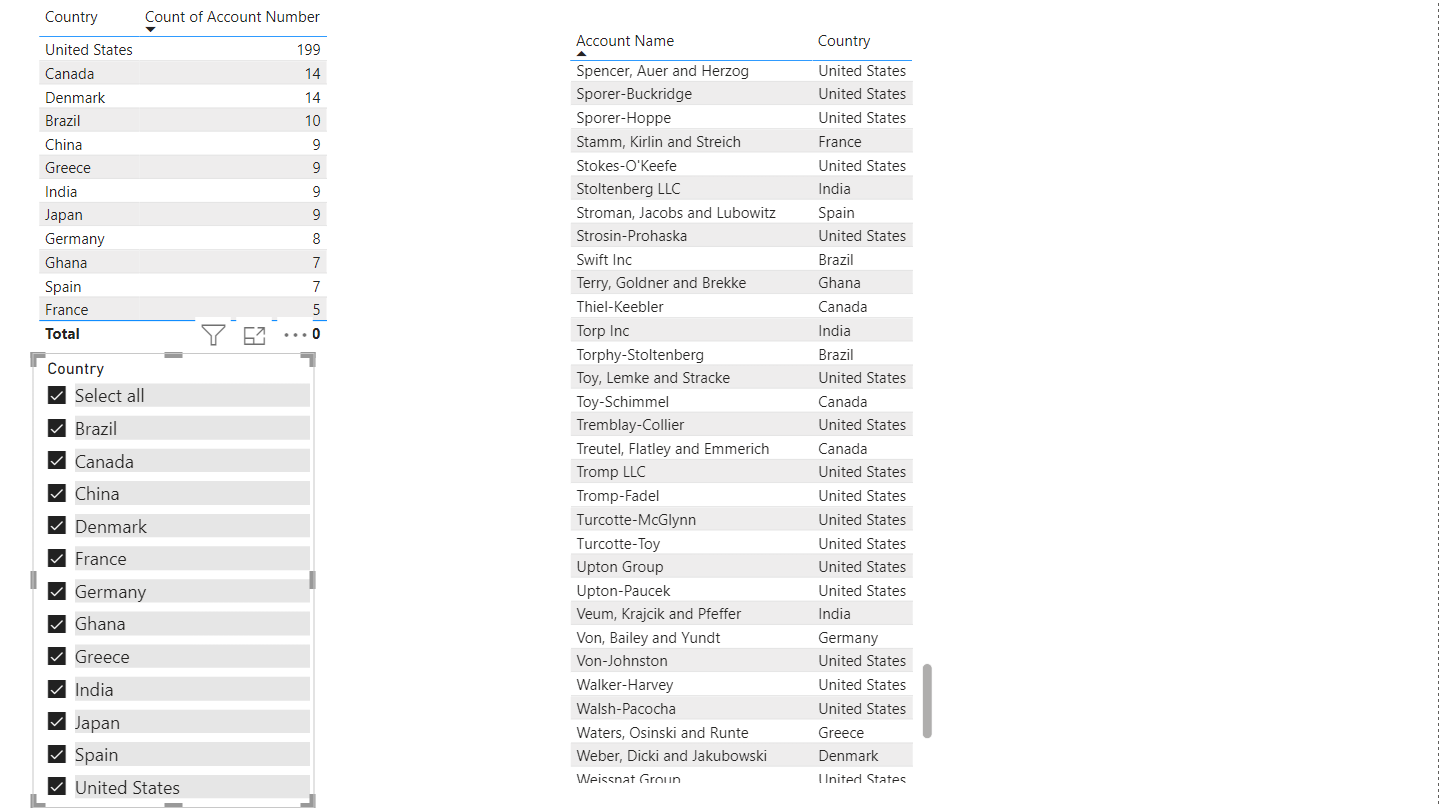 Country Count of Account Number
United States 199
Canada 14
Denmark 14
Brazil 10
China 9
Greece 9
India 9
Japan 9
Germany 8
Ghana 7
Spain 7
France 5
Total 0
Country
Select all
Brazil
Canada
China
Denmark
France
Germany
Ghana
Greece
India
Japan
Spain
United States
Account Name Country
Spencer, Auer and Herzog United States
Sporer-Buckridge United States
Sporer-Hoppe United States
Stamm, Kirlin and Streich France
Stokes-O'Keefe United States
Stoltenberg LLC India
Stroman, Jacobs and Lubowitz Spain
Strosin-Prohaska United States
Swift Inc Brazil
Terry, Goldner and Brekke Ghana
Thiel-Keebler Canada
Torp Inc India
Torphy-Stoltenberg Brazil
Toy, Lemke and Stracke United States
Toy-Schimmel Canada
Tremblay-Collier United States
Treutel, Flatley and Emmerich Canada
Tromp LLC United States
Tromp-Fadel United States
Turcotte-McGlynn United States
Turcotte-Toy United States
Upton Group United States
Upton-Paucek United States
Veum, Krajcik and Pfeffer India
Von, Bailey and Yundt Germany
Von-Johnston United States
Walker-Harvey United States
Walsh-Pacocha United States
Waters, Osinski and Runte Greece
Weber, Dicki and Jakubowski Denmark
Weissnat Group United States